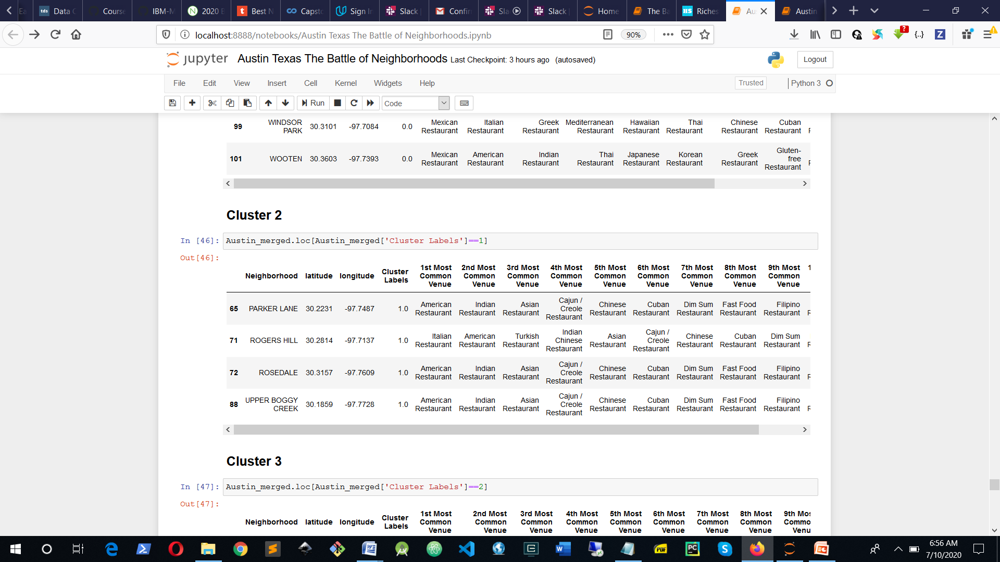 Data C
Course
IBM-M
2020 E
Best N
Capsto
Sign In
Slack
Confir
Sla
Slack
Home
The Ba
Riches
Au
Austin
localhost:8888/notebooks/Austin Texas The Battle of Neighborhoods.ipynb
90%
jupyter Austin Texas The Battle of Neighborhoods Last Checkpoint: 3 hours ago (autosaved)
Logout
File Edit View Insert Cell Kernel Widgets Help
Trusted
Python 3
Run
Code
99 WINDSOR PARK 30.3101 -97.7084 0.0 Mexican Restaurant Italian Restaurant Greek Restaurant Mediterranean Restaurant Hawaiian Restaurant Thai Restaurant Chinese Restaurant Cuban Restaurant
101 WOOTEN 30.3603 -97.7393 0.0 Mexican Restaurant American Restaurant Indian Restaurant Thai Restaurant Japanese Restaurant Korean Restaurant Greek Restaurant Gluten-free Restaurant
Cluster 2
In [46]: Austin_merged.loc[Austin_merged['Cluster Labels']==1]
Out[46]:
Neighborhood latitude longitude Cluster Labels 1st Most Common Venue 2nd Most Common Venue 3rd Most Common Venue 4th Most Common Venue 5th Most Common Venue 6th Most Common Venue 7th Most Common Venue 8th Most Common Venue 9th Most Common Venue 1
65 PARKER LANE 30.2231 -97.7487 1.0 American Restaurant Indian Restaurant Asian Restaurant Cajun / Creole Restaurant Chinese Restaurant Cuban Restaurant Dim Sum Restaurant Fast Food Restaurant Filipino Restaurant
71 ROGERS HILL 30.2814 -97.7137 1.0 Italian Restaurant American Restaurant Turkish Restaurant Indian Chinese Restaurant Asian Restaurant Cajun / Creole Restaurant Chinese Restaurant Cuban Restaurant Dim Sum Restaurant
72 ROSEDALE 30.3157 -97.7609 1.0 American Restaurant Indian Restaurant Asian Restaurant Cajun / Creole Restaurant Chinese Restaurant Cuban Restaurant Dim Sum Restaurant Fast Food Restaurant Filipino Restaurant
88 UPPER BOGGY CREEK 30.1859 -97.7728 1.0 American Restaurant Indian Restaurant Asian Restaurant Cajun / Creole Restaurant Chinese Restaurant Cuban Restaurant Dim Sum Restaurant Fast Food Restaurant Filipino Restaurant
Cluster 3
In [47]: Austin_merged.loc[Austin_merged['Cluster Labels']==2]
Out[47]:
Neighborhood latitude longitude Cluster Labels 1st Most Common Venue 2nd Most Common Venue 3rd Most Common Venue 4th Most Common Venue 5th Most Common Venue 6th Most Common Venue 7th Most Common Venue 8th Most Common Venue 9th Mos Commo Venu
6:56 AM
7/10/2020